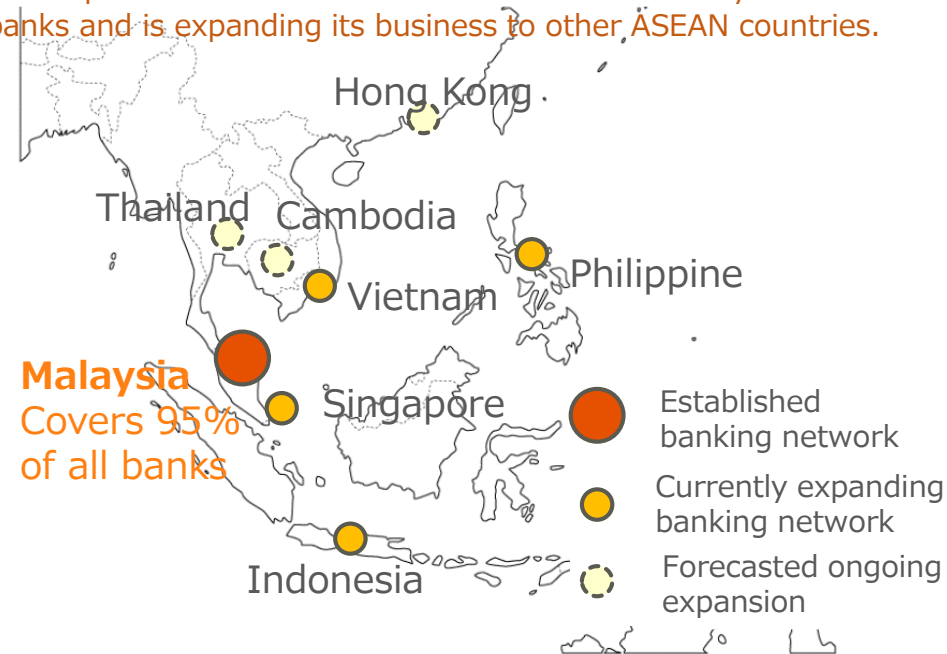 banks and is expanding its business to other ASEAN countries.
Hong Kong
Thailand
Cambodia
Philippine
Vietnam
Malaysia
Covers 95%
of all banks
Singapore
Indonesia
Established
banking network
Currently expanding
banking network
Forecasted ongoing
expansion